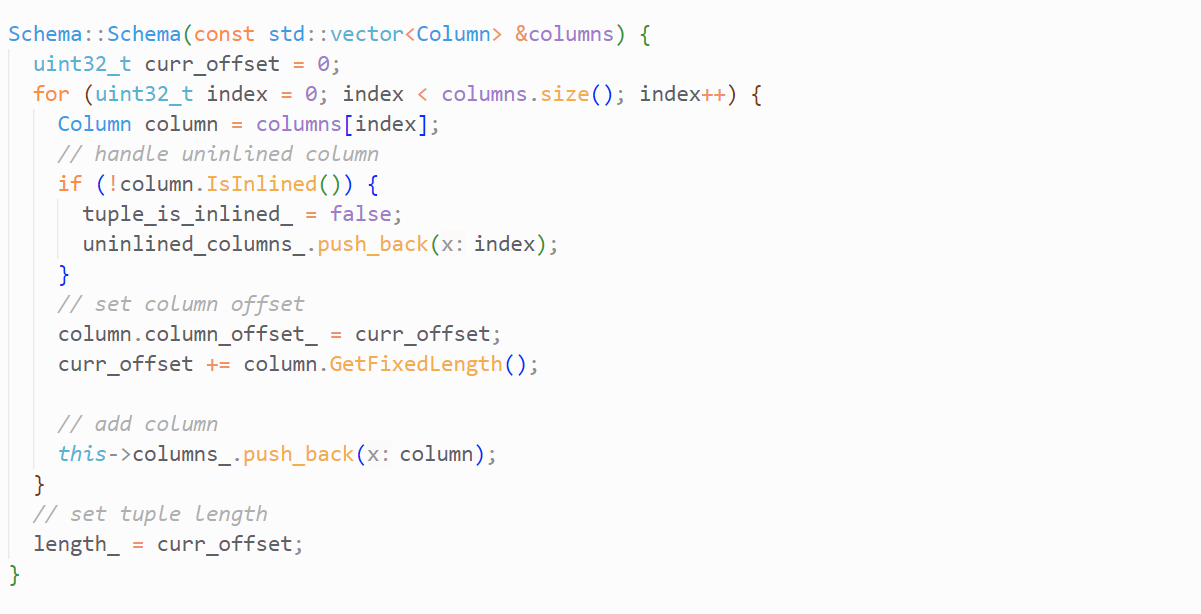 Schema::Schema(const std::vector<Column> &columns) {
  uint32_t curr_offset = 0;
  for (uint32_t index = 0; index < columns.size(); index++) {
    Column column = columns[index];
    // handle uninlined column
    if (!column.IsInlined()) {
      tuple_is_inlined_ = false;
      uninlined_columns_.push_back(x: index);
    }
    // set column offset
    column.column_offset_ = curr_offset;
    curr_offset += column.GetFixedLength();

    // add column
    this->columns_.push_back(x: column);
  }
  // set tuple length
  length_ = curr_offset;
}